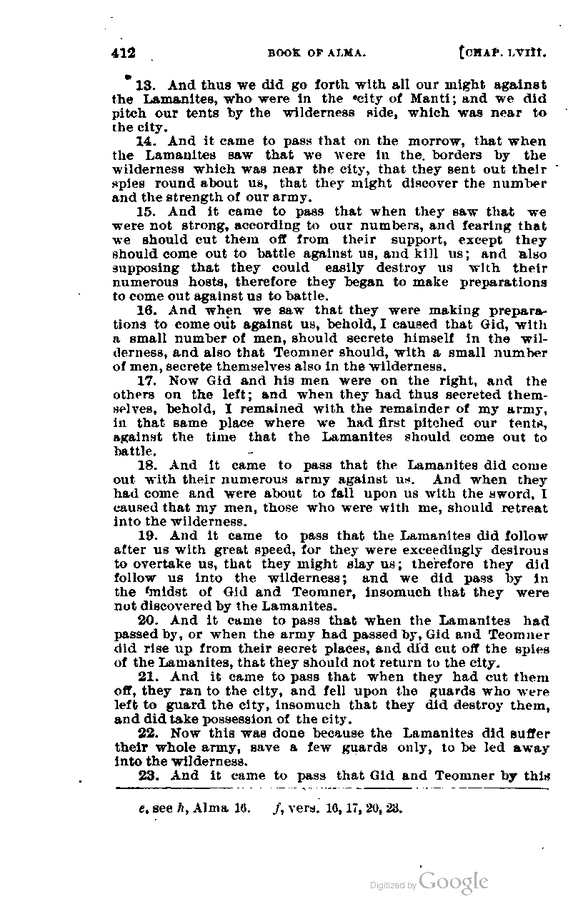 412 BOOK OF ALMA. [CHAP. LVIII.
13. And thus we did go forth with all our might against
the Lamanites, who were in the ᵉcity of Manti; and we did
pitch our tents by the wilderness side, which was near to
the city.
14. And it came to pass that on the morrow, that when
the Lamanites saw that we were in the borders by the
wilderness which was near the city, that they sent out their
spies round about us, that they might discover the number
and the strength of our army.
15. And it came to pass that when they saw that we
were not strong, according to our numbers, and fearing that
we should cut them off from their support, except they
should come out to battle against us, and kill us; and also
supposing that they could easily destroy us with their
numerous hosts, therefore they began to make preparations
to come out against us to battle.
16. And when we saw that they were making prepara-
tions to come out against us, behold, I caused that Gid, with
a small number of men, should secrete himself in the wil-
derness, and also that Teomner should, with a small number
of men, secrete themselves also in the wilderness.
17. Now Gid and his men were on the right, and the
others on the left; and when they had thus secreted them-
selves, behold, I remained with the remainder of my army,
in that same place where we had first pitched our tents,
against the time that the Lamanites should come out to
battle.
18. And it came to pass that the Lamanites did come
out with their numerous army against us. And when they
had come and were about to fall upon us with the sword, I
caused that my men, those who were with me, should retreat
into the wilderness.
19. And it came to pass that the Lamanites did follow
after us with great speed, for they were exceedingly desirous
to overtake us, that they might slay us; therefore they did
follow us into the wilderness; and we did pass by in
the ᶠmidst of Gid and Teomner, insomuch that they were
not discovered by the Lamanites.
20. And it came to pass that when the Lamanites had
passed by, or when the army had passed by, Gid and Teomner
did rise up from their secret places, and did cut off the spies
of the Lamanites, that they should not return to the city.
21. And it came to pass that when they had cut them
off, they ran to the city, and fell upon the guards who were
left to guard the city, insomuch that they did destroy them,
and did take possession of the city.
22. Now this was done because the Lamanites did suffer
their whole army, save a few guards only, to be led away
into the wilderness.
23. And it came to pass that Gid and Teomner by this
e, see h, Alma 16. f, vers. 16, 17, 20, 23.
Digitized by Google